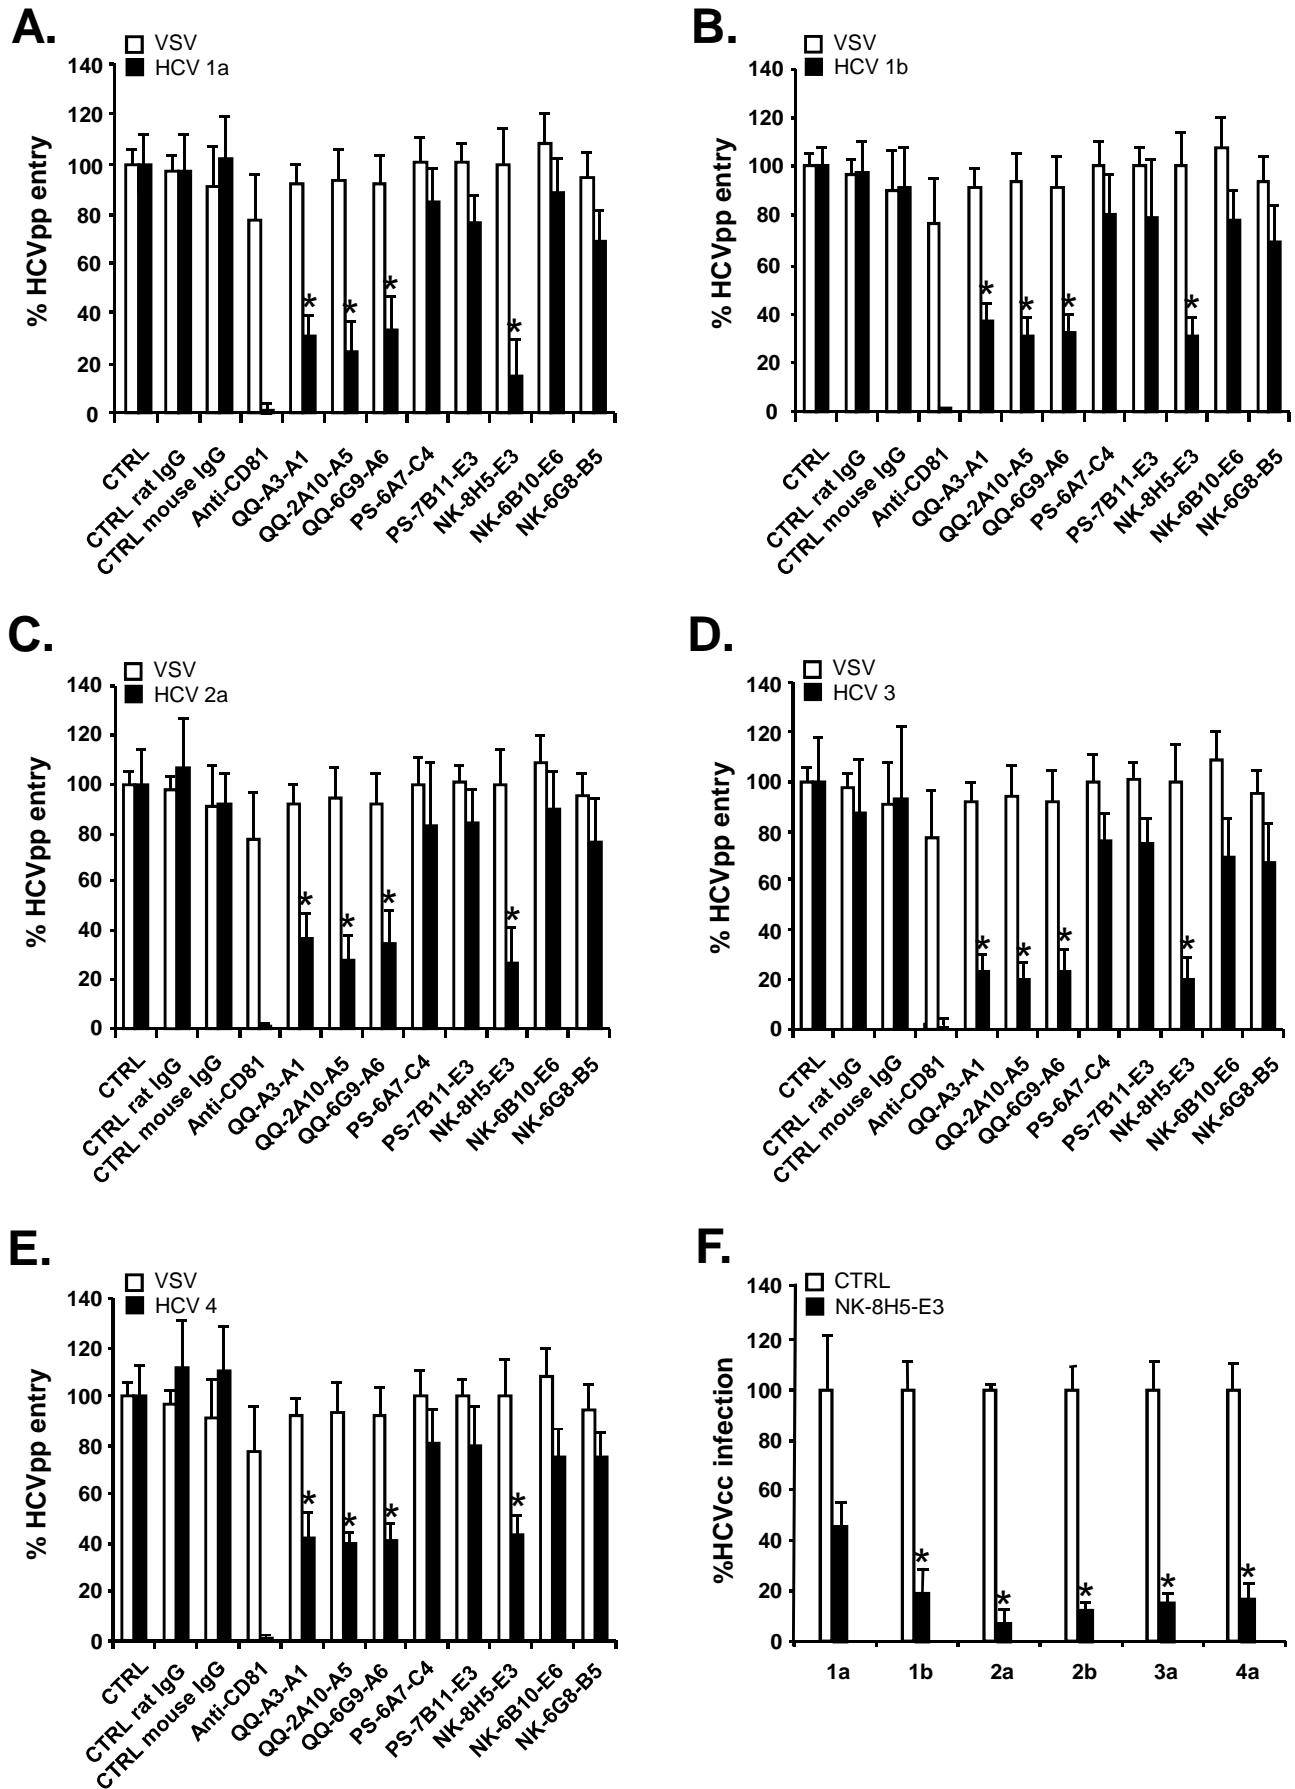 A.
VSV
HCV 1a
% HCVpp entry
140
120
100
80
60
40
20
0
* * * *
CTRL
CTRL rat IgG
CTRL mouse IgG
Anti-CD81
QQ-A3-A1
QQ-2A10-A5
QQ-6G9-A6
PS-6A7-C4
PS-7B11-E3
NK-8H5-E3
NK-6B10-E6
NK-6G8-B5
B.
VSV
HCV 1b
% HCVpp entry
140
120
100
80
60
40
20
0
* * * *
CTRL
CTRL rat IgG
CTRL mouse IgG
Anti-CD81
QQ-A3-A1
QQ-2A10-A5
QQ-6G9-A6
PS-6A7-C4
PS-7B11-E3
NK-8H5-E3
NK-6B10-E6
NK-6G8-B5
C.
VSV
HCV 2a
% HCVpp entry
140
120
100
80
60
40
20
0
* * * *
CTRL
CTRL rat IgG
CTRL mouse IgG
Anti-CD81
QQ-A3-A1
QQ-2A10-A5
QQ-6G9-A6
PS-6A7-C4
PS-7B11-E3
NK-8H5-E3
NK-6B10-E6
NK-6G8-B5
D.
VSV
HCV 3
% HCVpp entry
140
120
100
80
60
40
20
0
* * * *
CTRL
CTRL rat IgG
CTRL mouse IgG
Anti-CD81
QQ-A3-A1
QQ-2A10-A5
QQ-6G9-A6
PS-6A7-C4
PS-7B11-E3
NK-8H5-E3
NK-6B10-E6
NK-6G8-B5
E.
VSV
HCV 4
% HCVpp entry
140
120
100
80
60
40
20
0
* * * *
CTRL
CTRL rat IgG
CTRL mouse IgG
Anti-CD81
QQ-A3-A1
QQ-2A10-A5
QQ-6G9-A6
PS-6A7-C4
PS-7B11-E3
NK-8H5-E3
NK-6B10-E6
NK-6G8-B5
F.
CTRL
NK-8H5-E3
%HCVcc infection
140
120
100
80
60
40
20
0
* * * * *
1a 1b 2a 2b 3a 4a